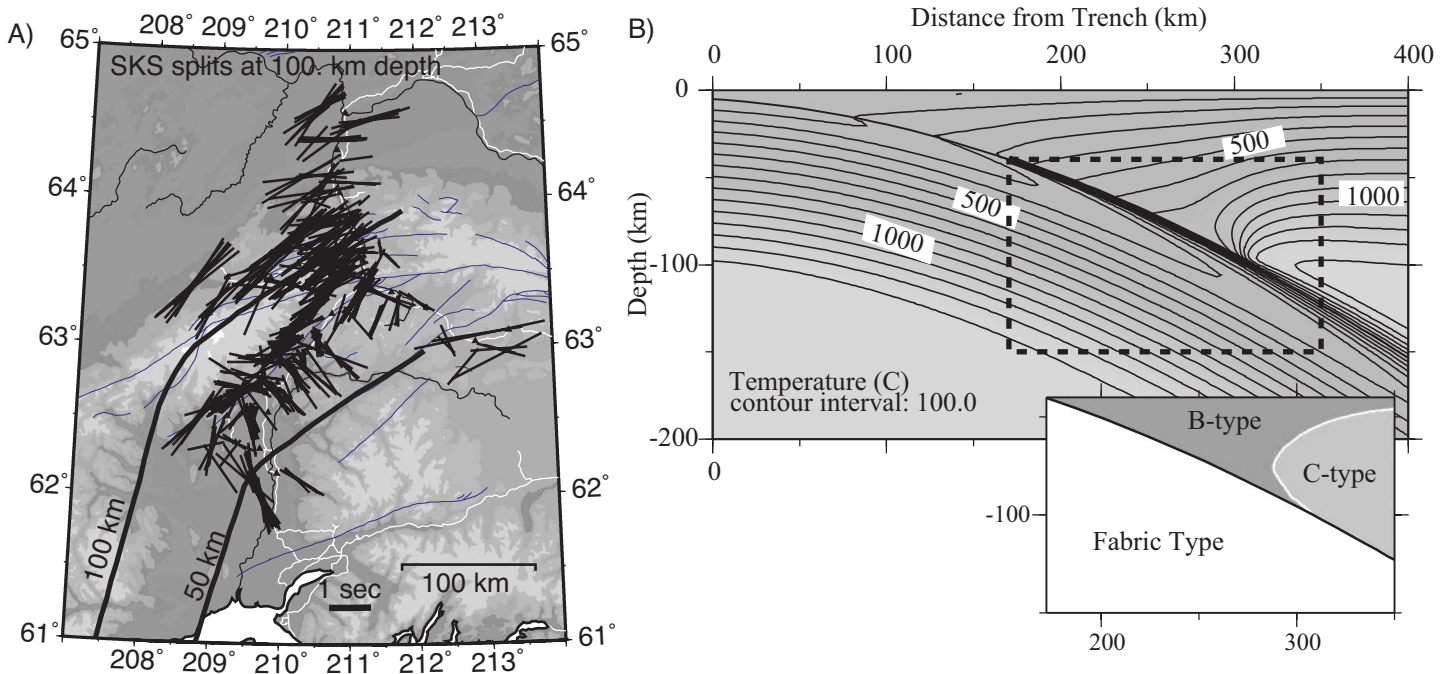 A)
208° 209° 210° 211° 212° 213°
65° 65°
SKS splits at 100. km depth
64° 64°
63° 63°
62° 62°
100 km
50 km
1 sec
100 km
61° 61°
208° 209° 210° 211° 212° 213°
B)
Distance from Trench (km)
0 100 200 300 400
0
500
1000
500
1000
Depth (km)
-100
Temperature (C)
contour interval: 100.0
-200
0
B-type
C-type
-100
Fabric Type
200 300